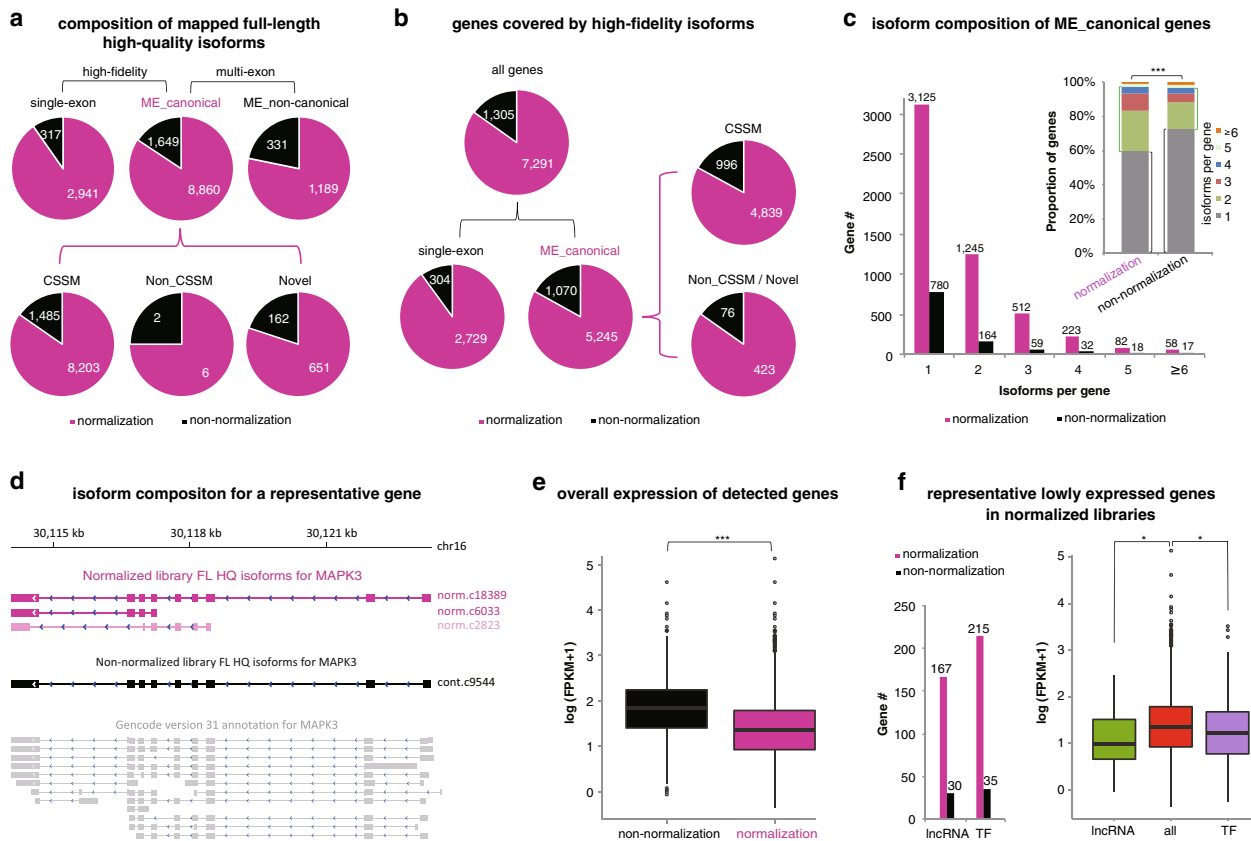 a composition of mapped full-length
high-quality isoforms
high-fidelity multi-exon
single-exon ME_canonical ME_non-canonical
317 1,649 331
2,941 8,860 1,189
CSSM Non_CSSM Novel
1,485 2 162
8,203 6 651
normalization non-normalization
b genes covered by high-fidelity isoforms
all genes
1,305
7,291
CSSM
996
4,839
single-exon ME_canonical
304 1,070
2,729 5,245
Non_CSSM / Novel
76
423
normalization non-normalization
c isoform composition of ME_canonical genes
Gene #
3000
2500
2000
1500
1000
500
0
3,125 780
1,245 164
512 59
223 32
82 18
58 17
1 2 3 4 5 ≥6
Isoforms per gene
normalization non-normalization
***
Proportion of genes
100%
80%
60%
40%
20%
0%
normalization
non-normalization
isoforms per gene
≥6
5
4
3
2
1
d isoform compositon for a representative gene
30,115 kb 30,118 kb 30,121 kb
chr16
Normalized library FL HQ isoforms for MAPK3
norm.c18389
norm.c6033
norm.c2823
Non-normalized library FL HQ isoforms for MAPK3
cont.c9544
Gencode version 31 annotation for MAPK3
e overall expression of detected genes
***
log (FPKM+1)
5
4
3
2
1
0
non-normalization normalization
f representative lowly expressed genes
in normalized libraries
normalization
non-normalization
Gene #
250
200
150
100
50
0
167 30
215 35
lncRNA TF
* *
log (FPKM+1)
5
4
3
2
1
0
lncRNA all TF